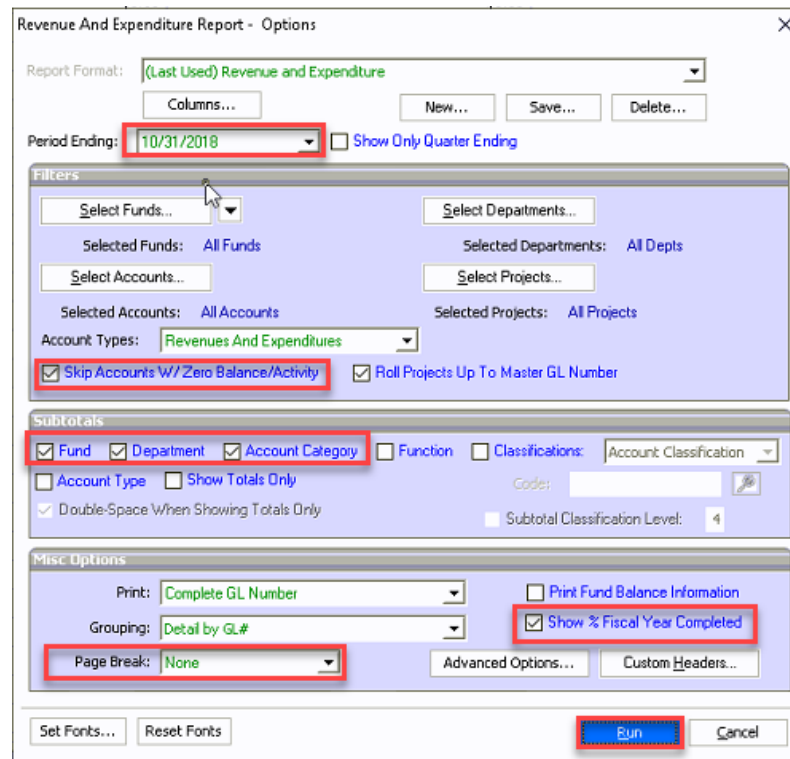 Revenue And Expenditure Report - Options
Report Format: (Last Used) Revenue and Expenditure
Columns... New... Save... Delete...
Period Ending: 10/31/2018 Show Only Quarter Ending
Filters
Select Funds... Select Departments...
Selected Funds: All Funds Selected Departments: All Depts
Select Accounts... Select Projects...
Selected Accounts: All Accounts Selected Projects: All Projects
Account Types: Revenues And Expenditures
Skip Accounts W/ Zero Balance/Activity Roll Projects Up To Master GL Number
Subtotals
Fund Department Account Category Function Classifications: Account Classification
Account Type Show Totals Only Code:
Double-Space When Showing Totals Only Subtotal Classification Level: 4
Misc Options
Print: Complete GL Number Print Fund Balance Information
Grouping: Detail by GL# Show % Fiscal Year Completed
Page Break: None Advanced Options... Custom Headers...
Set Fonts... Reset Fonts Run Cancel